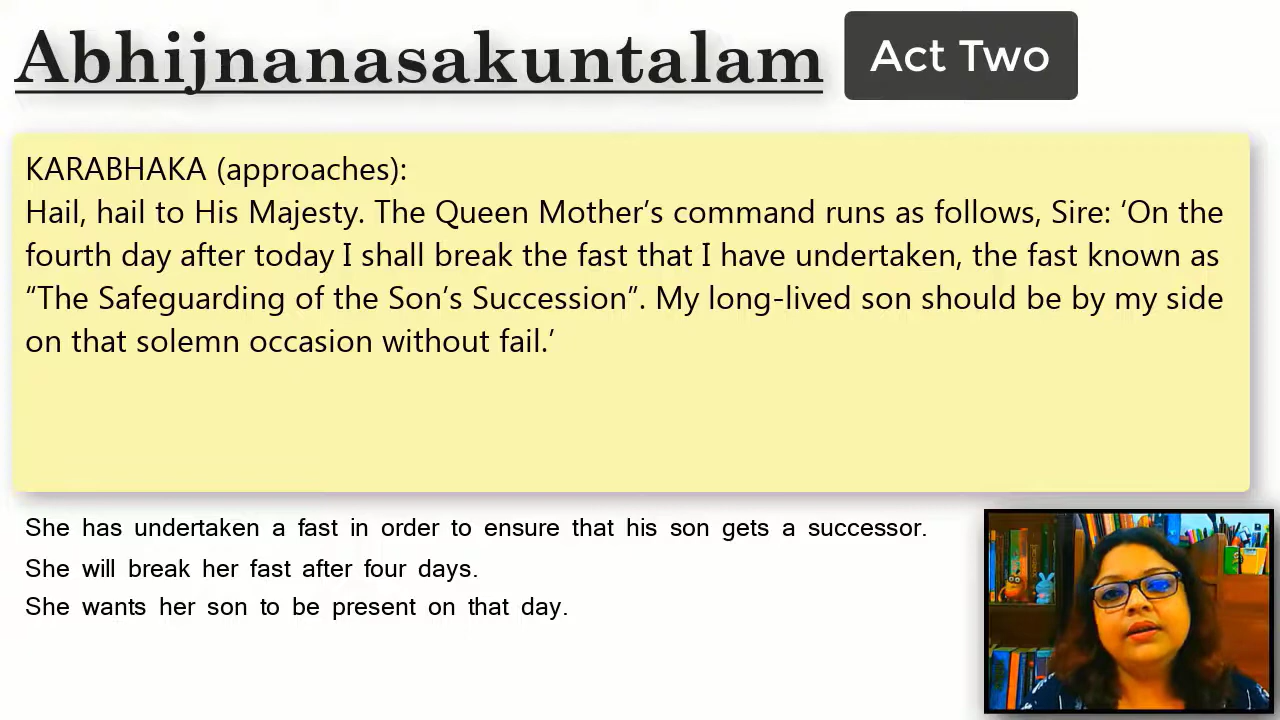 Abhijnanasakuntalam
Act Two
KARABHAKA (approaches):
Hail, hail to His Majesty. The Queen Mother’s command runs as follows, Sire: ‘On the
fourth day after today I shall break the fast that I have undertaken, the fast known as
“The Safeguarding of the Son’s Succession”. My long-lived son should be by my side
on that solemn occasion without fail.’
She has undertaken a fast in order to ensure that his son gets a successor.
She will break her fast after four days.
She wants her son to be present on that day.